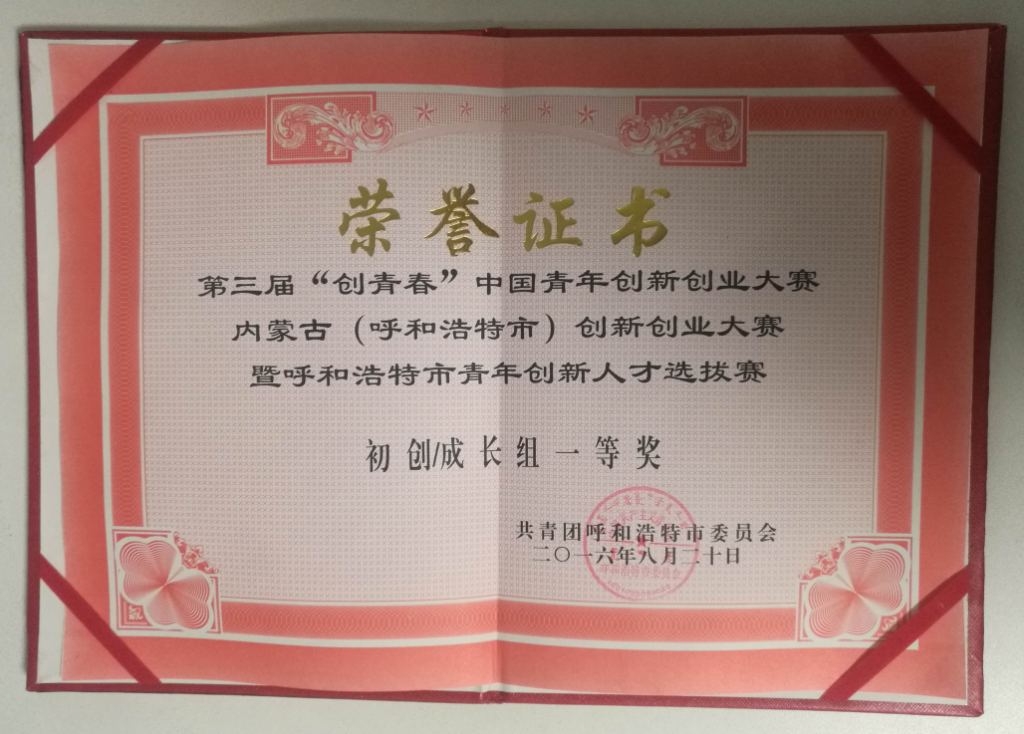 荣誉证书
第三届“创青春”中国青年创新创业大赛
内蒙古（呼和浩特市）创新创业大赛
暨呼和浩特市青年创新人才选拔赛
初创/成长组一等奖
共青团呼和浩特市委员会
二〇一六年八月二十日